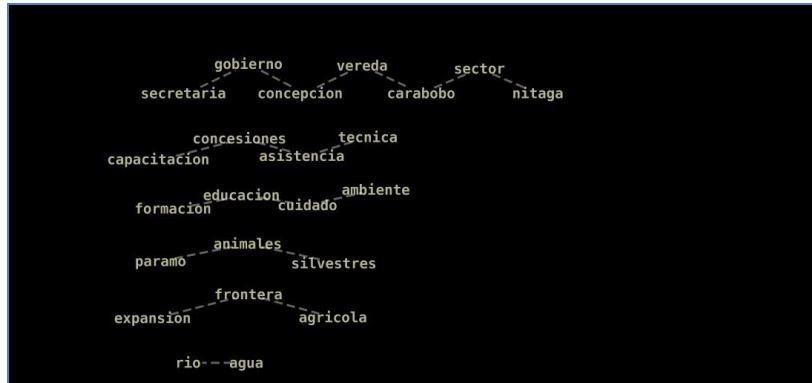 gobierno vereda sector
secretaria concepcion carabobo nitaga
concesiones tecnica
capacitacion asistencia
educacion ambiente
formacion cuidado
animales
paramo silvestres
frontera
expansion agricola
rio agua